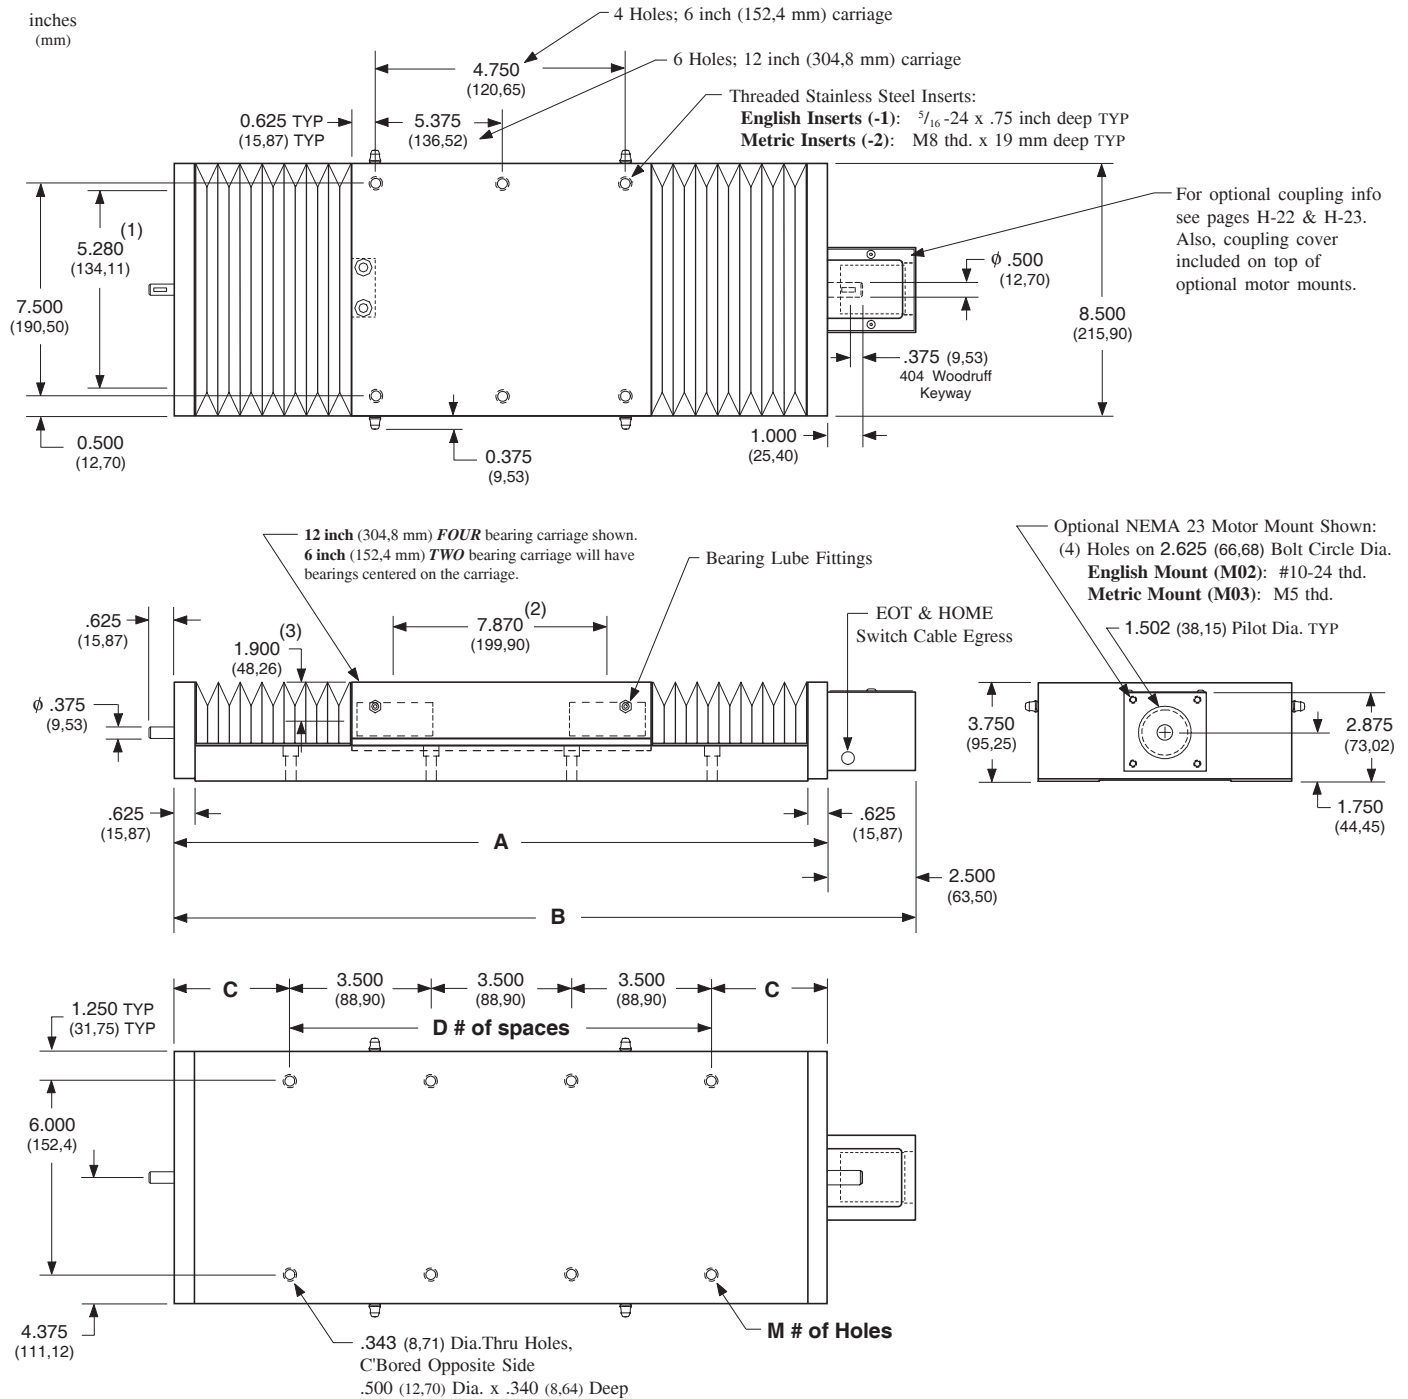 inches
(mm)
4 Holes; 6 inch (152,4 mm) carriage
4.750
(120,65)
6 Holes; 12 inch (304,8 mm) carriage
0.625 TYP
(15,87) TYP
5.375
(136,52)
Threaded Stainless Steel Inserts:
English Inserts (-1): 5/16 -24 x .75 inch deep TYP
Metric Inserts (-2): M8 thd. x 19 mm deep TYP
(1)
5.280
(134,11)
7.500
(190,50)
0.500
(12,70)
0.375
(9,53)
For optional coupling info
see pages H-22 & H-23.
Also, coupling cover
included on top of
optional motor mounts.
ϕ .500
(12,70)
8.500
(215,90)
.375 (9,53)
404 Woodruff
Keyway
1.000
(25,40)
12 inch (304,8 mm) FOUR bearing carriage shown.
6 inch (152,4 mm) TWO bearing carriage will have
bearings centered on the carriage.
Bearing Lube Fittings
Optional NEMA 23 Motor Mount Shown:
(4) Holes on 2.625 (66,68) Bolt Circle Dia.
English Mount (M02): #10-24 thd.
Metric Mount (M03): M5 thd.
1.502 (38,15) Pilot Dia. TYP
.625
(15,87)
(3)
1.900
(48,26)
(2)
7.870
(199,90)
EOT & HOME
Switch Cable Egress
ϕ .375
(9,53)
3.750
(95,25)
2.875
(73,02)
1.750
(44,45)
.625
(15,87)
.625
(15,87)
A
2.500
(63,50)
B
C
3.500
(88,90)
3.500
(88,90)
3.500
(88,90)
C
1.250 TYP
(31,75) TYP
D # of spaces
6.000
(152,4)
4.375
(111,12)
M # of Holes
.343 (8,71) Dia.Thru Holes,
C'Bored Opposite Side
.500 (12,70) Dia. x .340 (8,64) Deep